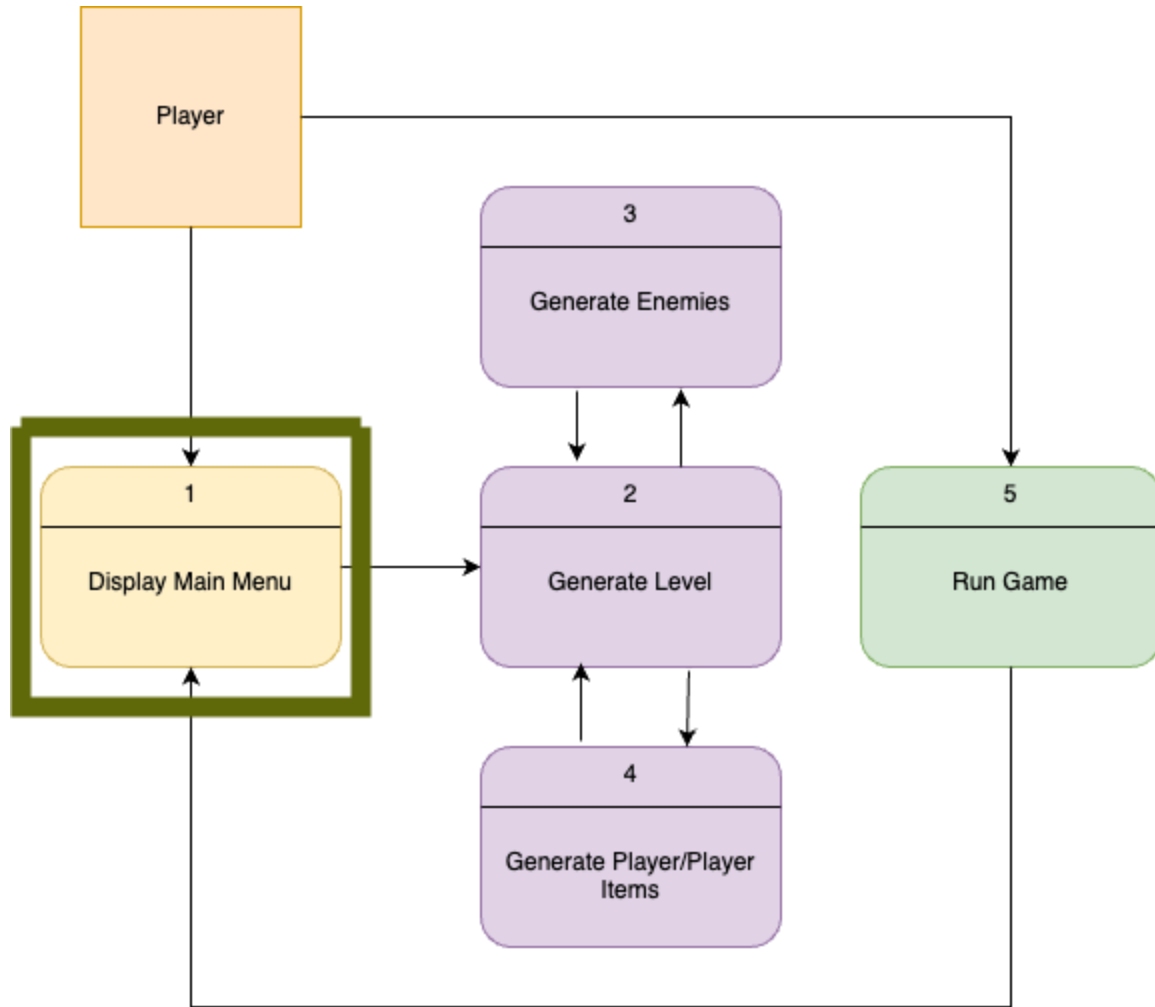 Player
3
Generate Enemies
1
Display Main Menu
2
Generate Level
5
Run Game
4
Generate Player/Player
Items